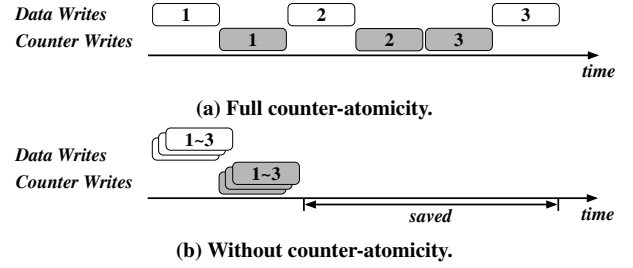 Data Writes 1 2 3
Counter Writes 1 2 3
time
(a) Full counter-atomicity.
Data Writes 1~3
Counter Writes 1~3
saved time
(b) Without counter-atomicity.